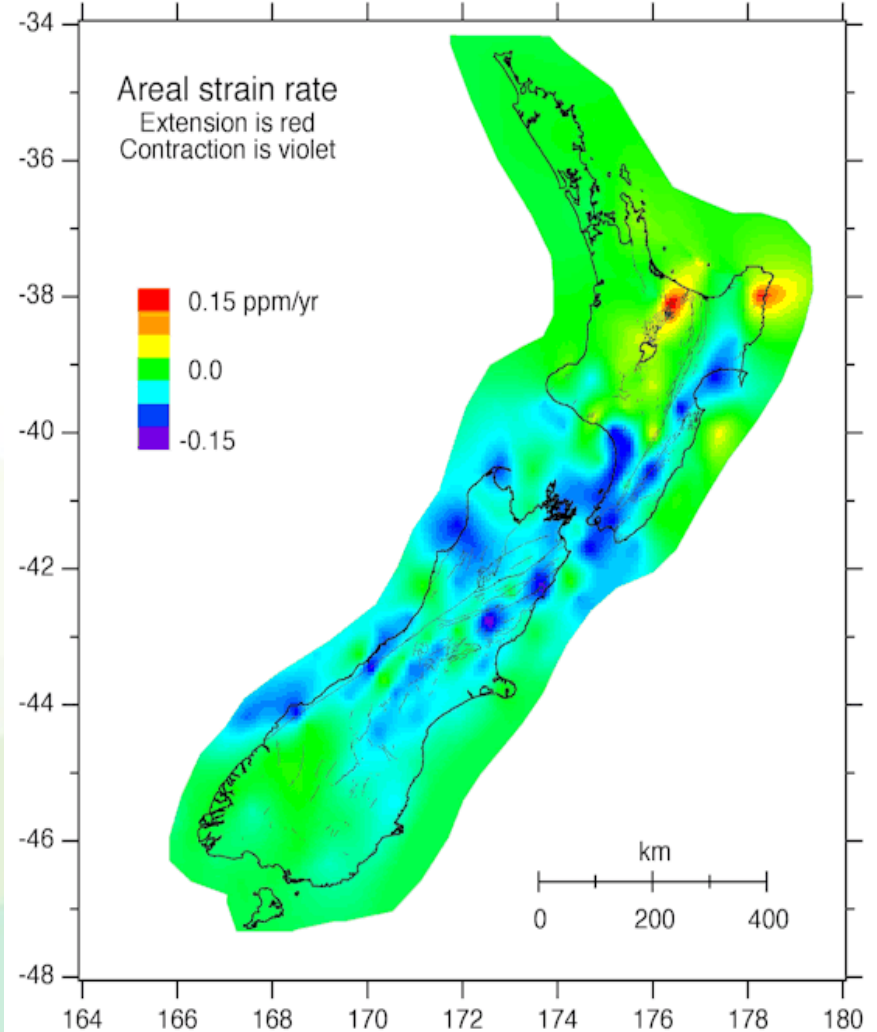 Areal strain rate
Extension is red
Contraction is violet
0.15 ppm/yr
0.0
-0.15
-34
-36
-38
-40
-42
-44
-46
-48
km
0 200 400
164 166 168 170 172 174 176 178 180